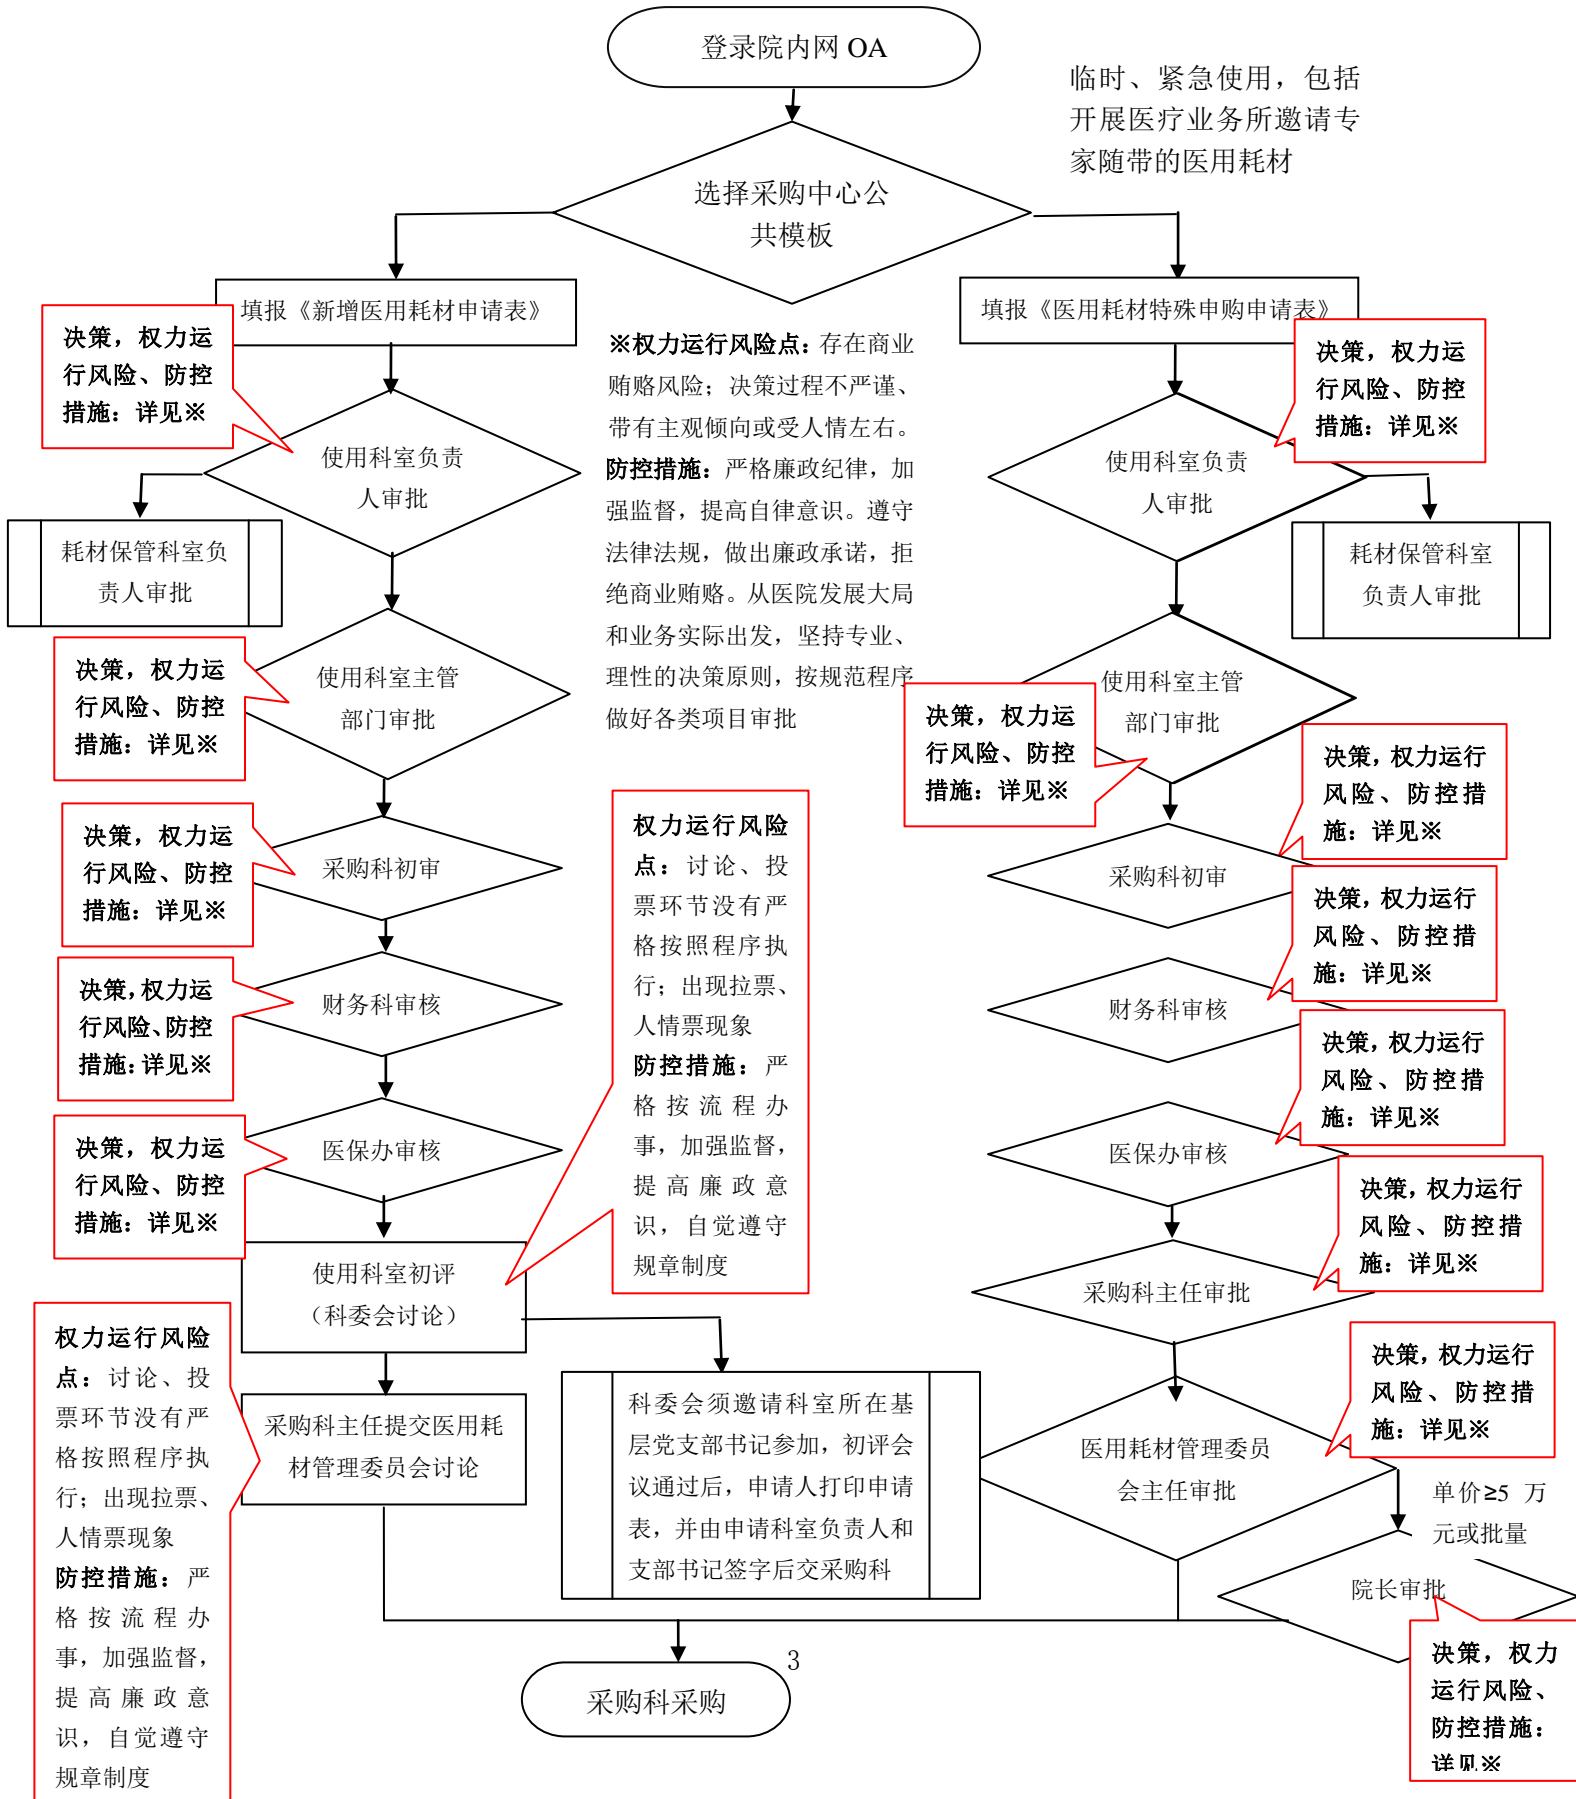 登录院内网 OA
临时、紧急使用，包括
开展医疗业务所邀请专
家随带的医用耗材
选择采购中心公
共模板
填报《新增医用耗材申请表》
填报《医用耗材特殊申购申请表》
决策，权力运
行风险、防控
措施：详见※
使用科室负责
人审批
耗材保管科室负
责人审批
决策，权力运
行风险、防控
措施：详见※
使用科室主管
部门审批
决策，权力运
行风险、防控
措施：详见※
采购科初审
决策，权力运
行风险、防控
措施：详见※
财务科审核
决策，权力运
行风险、防控
措施：详见※
医保办审核
使用科室初评
（科委会讨论）
权力运行风险
点：讨论、投
票环节没有严
格按照程序执
行；出现拉票、
人情票现象
防控措施：严
格按流程办
事，加强监督，
提高廉政意
识，自觉遵守
规章制度
采购科主任提交医用耗
材管理委员会讨论
※权力运行风险点：存在商业
贿赂风险；决策过程不严谨、
带有主观倾向或受人情左右。
防控措施：严格廉政纪律，加
强监督，提高自律意识。遵守
法律法规，做出廉政承诺，拒
绝商业贿赂。从医院发展大局
和业务实际出发，坚持专业、
理性的决策原则，按规范程序
做好各类项目审批
权力运行风险
点：讨论、投
票环节没有严
格按照程序执
行；出现拉票、
人情票现象
防控措施：严
格按流程办
事，加强监督，
提高廉政意
识，自觉遵守
规章制度
科委会须邀请科室所在基
层党支部书记参加，初评会
议通过后，申请人打印申请
表，并由申请科室负责人和
支部书记签字后交采购科
决策，权力运
行风险、防控
措施：详见※
使用科室负责
人审批
耗材保管科室
负责人审批
决策，权力运
行风险、防控
措施：详见※
使用科室主管
部门审批
决策，权力运行
风险、防控措
施：详见※
采购科初审
决策，权力运行
风险、防控措
施：详见※
财务科审核
决策，权力运行
风险、防控措
施：详见※
医保办审核
决策，权力运行
风险、防控措
施：详见※
采购科主任审批
决策，权力运行
风险、防控措
施：详见※
医用耗材管理委员
会主任审批
单价≥5 万
元或批量
院长审批
决策，权力
运行风险、
防控措施：
详见※
3
采购科采购